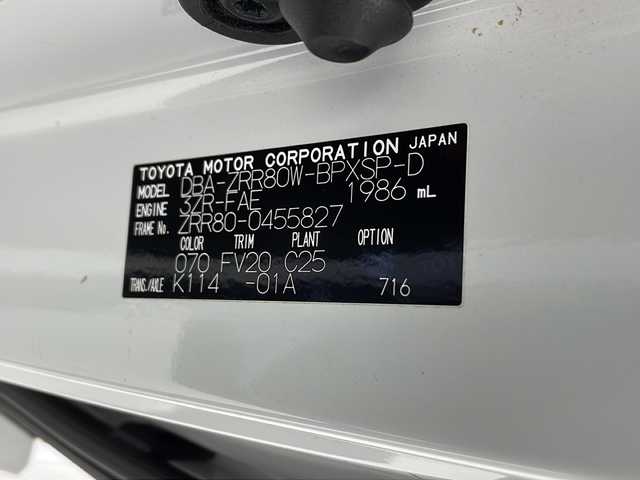 TOYOTA MOTOR CORPORATION JAPAN
MODEL DBA-ZRR80W-BPXSP-D
ENGINE 3ZR-FAE 1986 mL
FRAME No. ZRR80-0455827
COLOR TRIM PLANT OPTION
070 FV20 C25
TRANS./AXLE K114 -01A 716